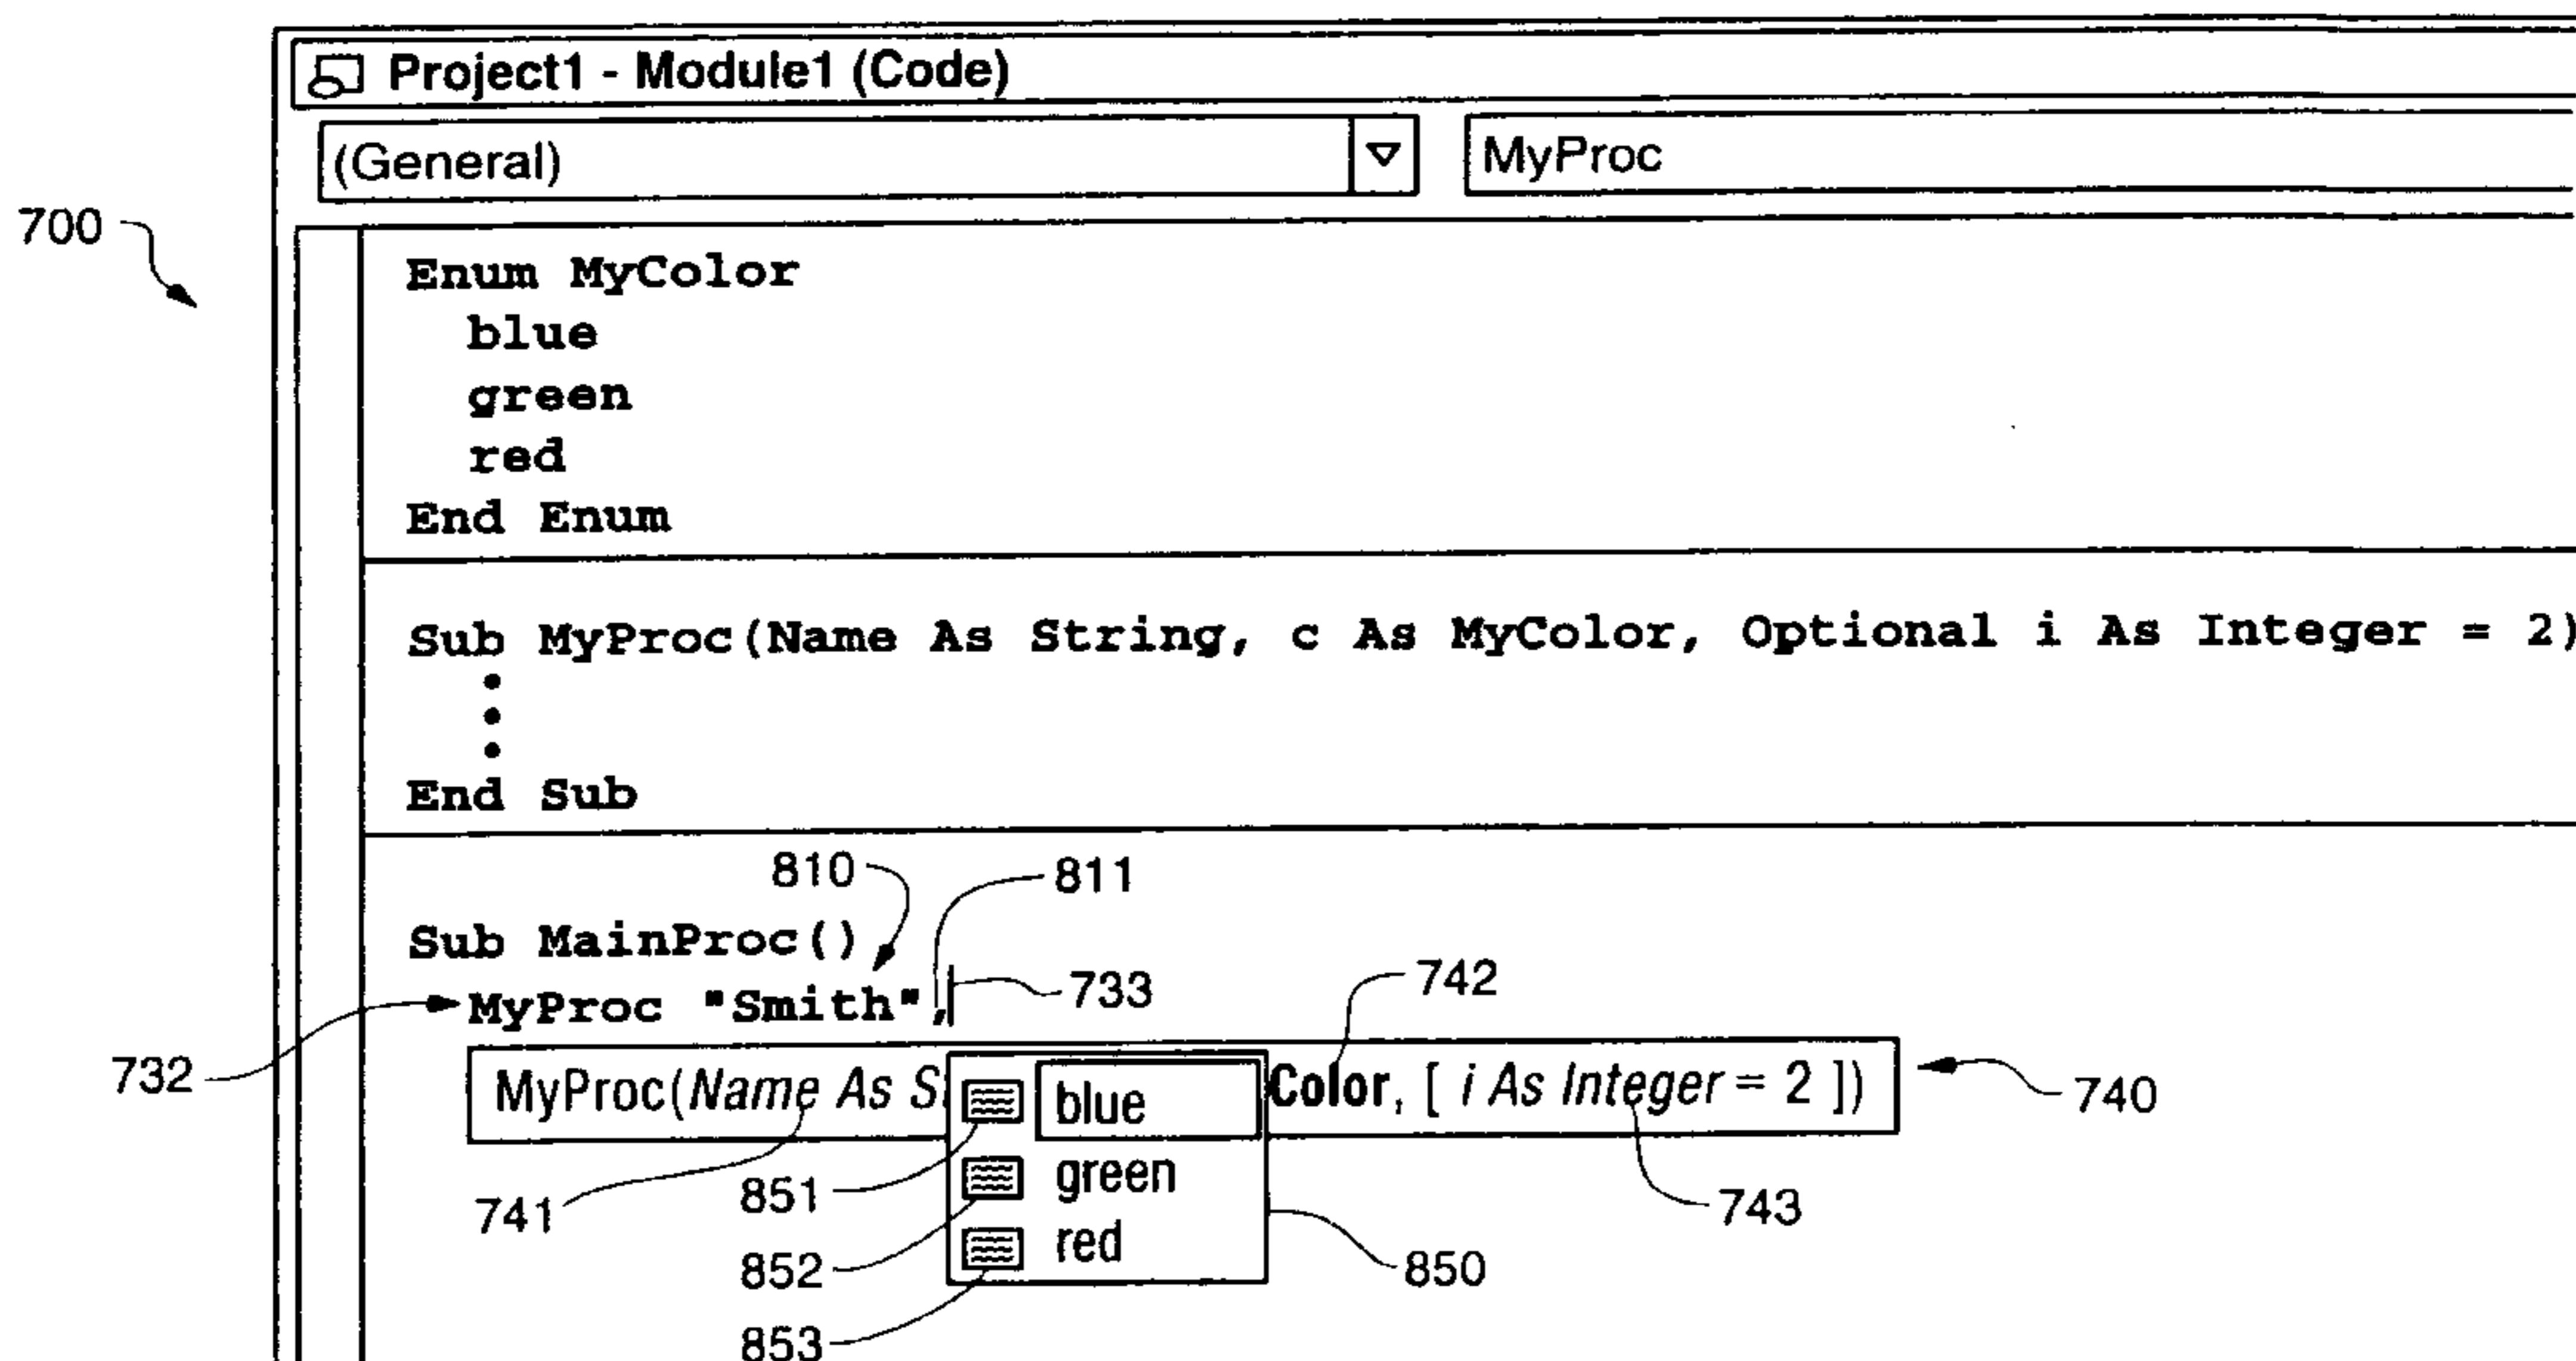 Project1 - Module1 (Code)
(General) MyProc
700
Enum MyColor
blue
green
red
End Enum
Sub MyProc(Name As String, c As MyColor, Optional i As Integer = 2)
End Sub
810 811
Sub MainProc()
MyProc "Smith", 733 742
732
MyProc(Name As S Color, [ i As Integer = 2 ]) 740
blue
741 851 green 743
852 red 850
853